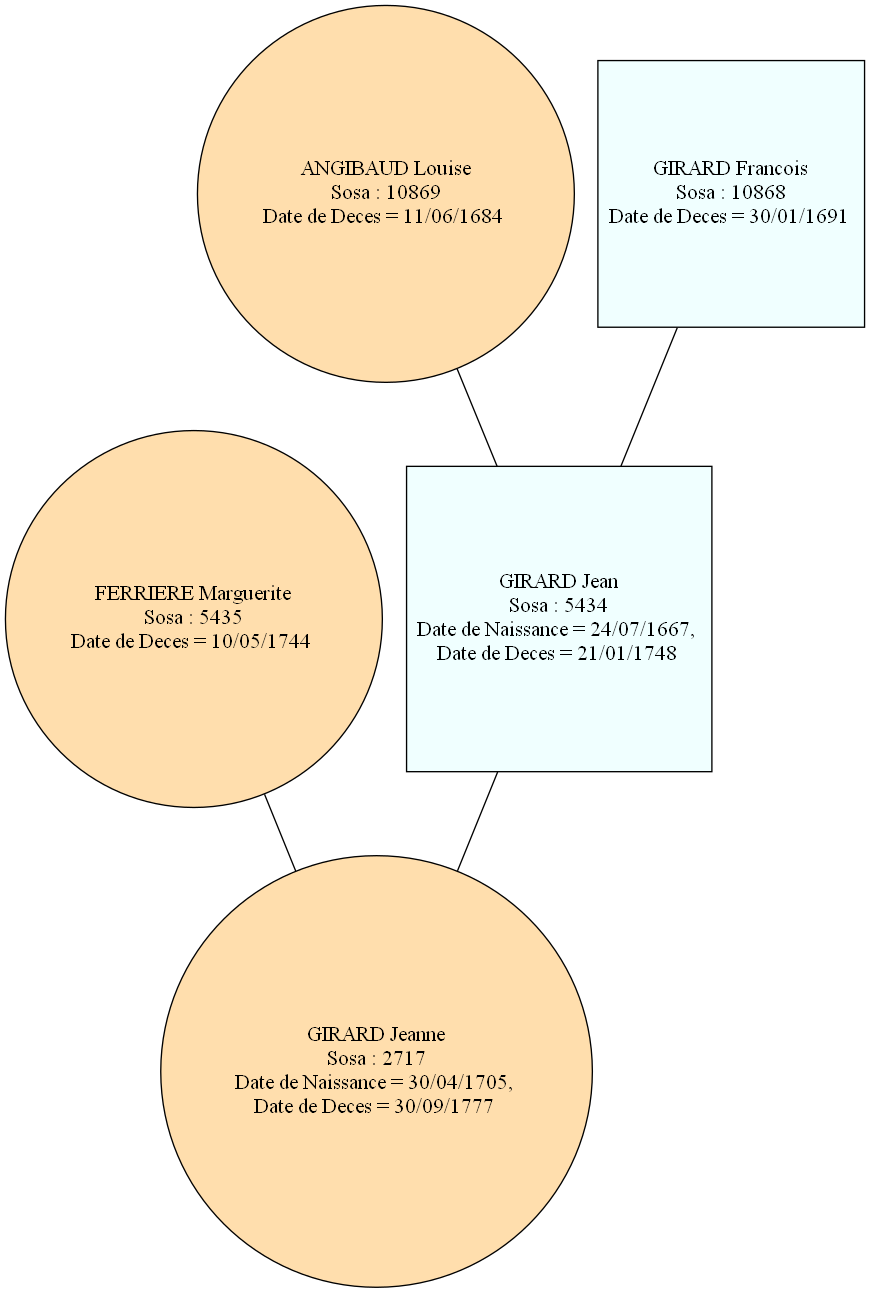 ANGIBAUD Louise
Sosa : 10869
Date de Deces = 11/06/1684
GIRARD Francois
Sosa : 10868
Date de Deces = 30/01/1691
FERRIERE Marguerite
Sosa : 5435
Date de Deces = 10/05/1744
GIRARD Jean
Sosa : 5434
Date de Naissance = 24/07/1667,
Date de Deces = 21/01/1748
GIRARD Jeanne
Sosa : 2717
Date de Naissance = 30/04/1705,
Date de Deces = 30/09/1777